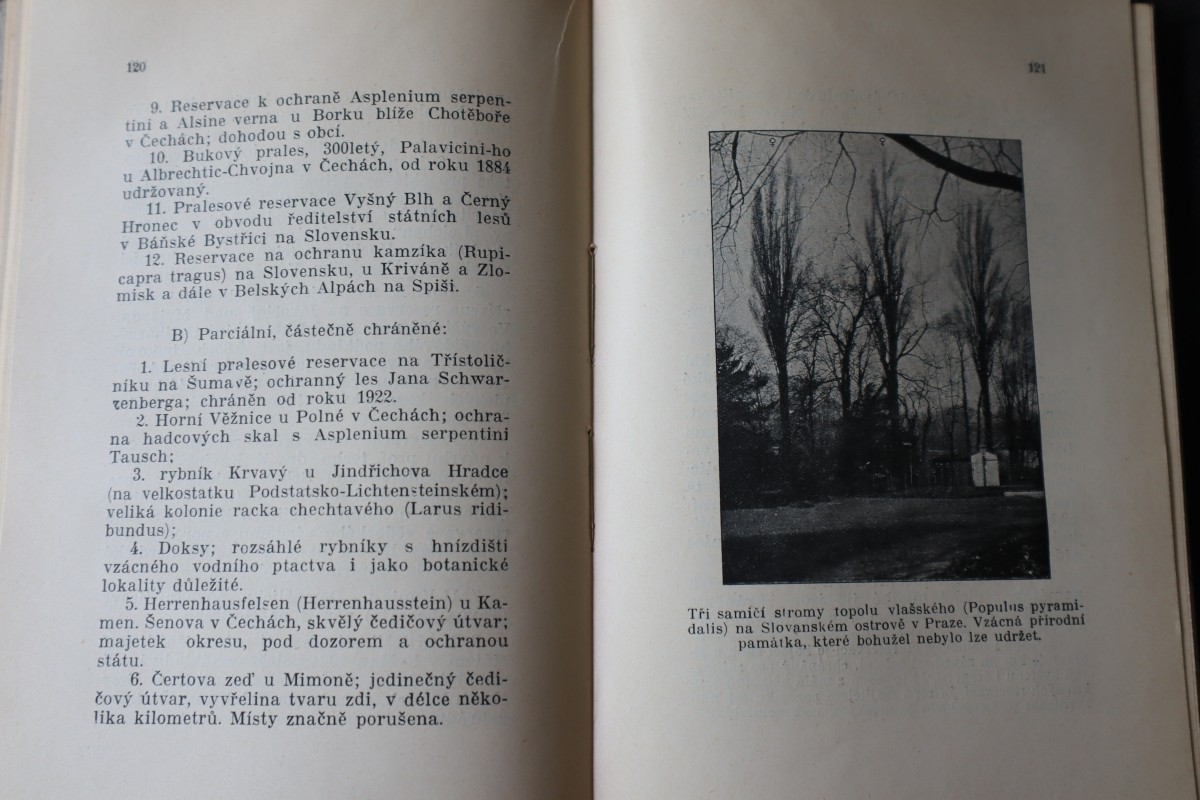 120
9. Reservace k ochraně Asplenium serpen-
tini a Alsine verna u Borku blíže Chotěboře
v Čechách; dohodou s obcí.
10. Bukový prales, 300letý, Palavicini-ho
u Albrechtic-Chvojna v Čechách, od roku 1884
udržovaný.
11. Pralesové reservace Vyšný Blh a Černý
Hronec v obvodu ředitelství státních lesů
v Báňské Bystřici na Slovensku.
12. Reservace na ochranu kamzíka (Rupi-
capra tragus) na Slovensku, u Kriváně a Zlo-
misk a dále v Belských Alpách na Spiši.
B) Parciální, částečně chráněné:
1. Lesní pralesové reservace na Třístolič-
níku na Šumavě; ochranný les Jana Schwar-
zenberga; chráněn od roku 1922.
2. Horní Věžnice u Polné v Čechách; ochra-
na hadcových skal s Asplenium serpentini
Tausch;
3. rybník Krvavý u Jindřichova Hradce
(na velkostatku Podstatsko-Lichtensteinském);
veliká kolonie racka chechtavého (Larus ridi-
bundus);
4. Doksy; rozsáhlé rybníky s hnízdišti
vzácného vodního ptactva i jako botanické
lokality důležité.
5. Herrenhausfelsen (Herrenhausstein) u Ka-
men. Šenova v Čechách, skvělý čedičový útvar;
majetek okresu, pod dozorem a ochranou
státu.
6. Čertova zeď u Mimoně; jedinečný čedi-
čový útvar, vyvřelina tvaru zdi, v délce něko-
lika kilometrů. Místy značně porušena.
121
♀ ♀
Tři samičí stromy topolu vlašského (Populus pyrami-
dalis) na Slovanském ostrově v Praze. Vzácná přírodní
památka, které bohužel nebylo lze udržet.